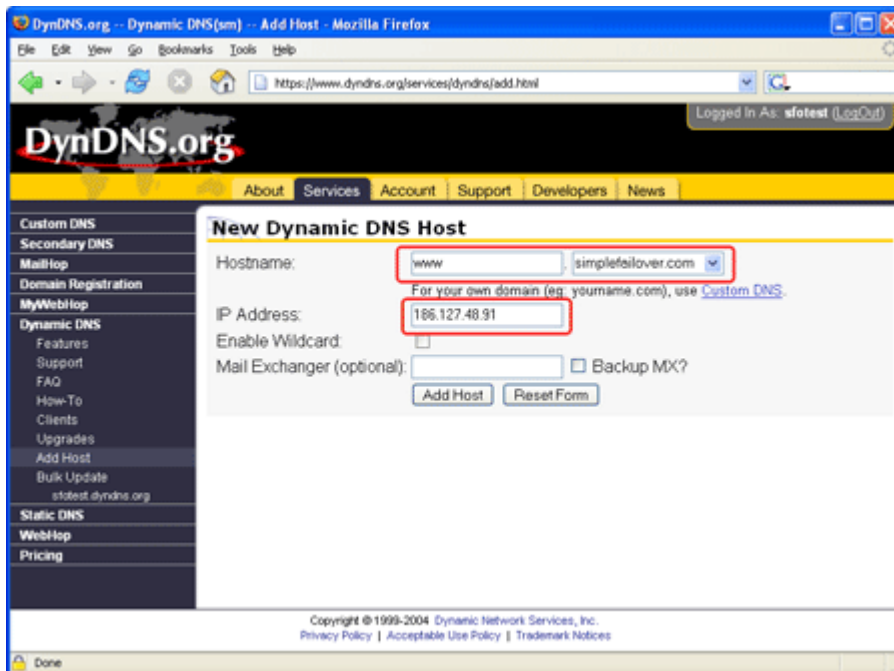 DynDNS.org -- Dynamic DNS(sm) -- Add Host - Mozilla Firefox
File Edit View Go Bookmarks Tools Help
https://www.dyndns.org/services/dyndns/add.html
Logged In As: sfotest (LogOut)
DynDNS.org
About Services Account Support Developers News
Custom DNS
Secondary DNS
MailHop
Domain Registration
MyWebHop
Dynamic DNS
Features
Support
FAQ
How-To
Clients
Upgrades
Add Host
Bulk Update
sfotest.dyndns.org
Static DNS
WebHop
Pricing
New Dynamic DNS Host
Hostname: www . simplefailover.com
For your own domain (eg: yourname.com), use Custom DNS.
IP Address: 186.127.48.91
Enable Wildcard:
Mail Exchanger (optional): Backup MX?
Add Host Reset Form
Copyright © 1999-2004 Dynamic Network Services, Inc.
Privacy Policy | Acceptable Use Policy | Trademark Notices
Done